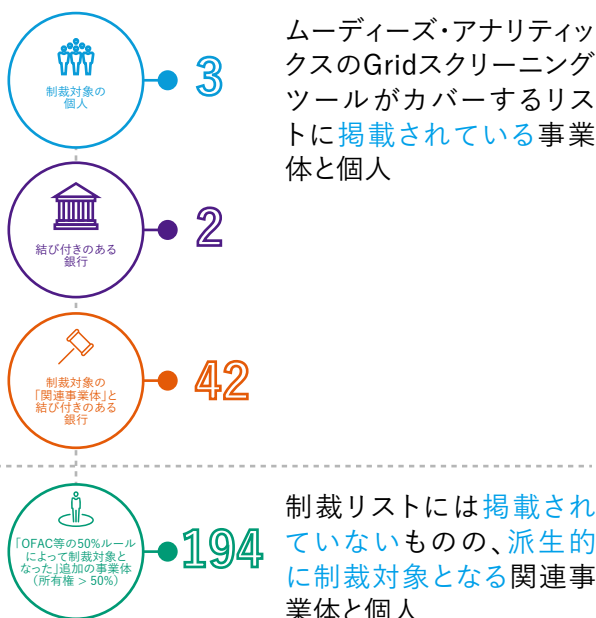 制裁対象の
個人
3
ムーディーズ・アナリティッ
クスのGridスクリーニング
ツールがカバーするリス
トに掲載されている事業
体と個人
結び付きのある
銀行
2
制裁対象の
「関連事業体」と
結び付きのある
銀行
42
「OFAC等の50%ルール
によって制裁対象と
なった」追加の事業体
（所有権 > 50%）
194
制裁リストには掲載され
ていないものの、派生的
に制裁対象となる関連事
業体と個人